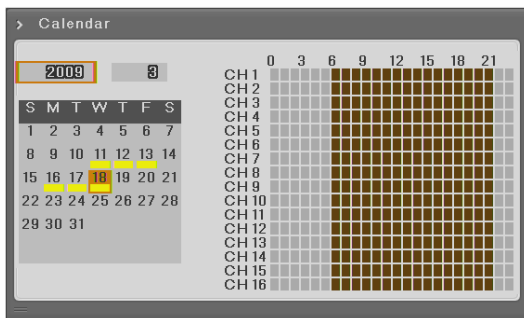 > Calendar
2009 3
S M T W T F S
1 2 3 4 5 6 7
8 9 10 11 12 13 14
15 16 17 18 19 20 21
22 23 24 25 26 27 28
29 30 31
0 3 6 9 12 15 18 21
CH 1
CH 2
CH 3
CH 4
CH 5
CH 6
CH 7
CH 8
CH 9
CH 10
CH 11
CH 12
CH 13
CH 14
CH 15
CH 16